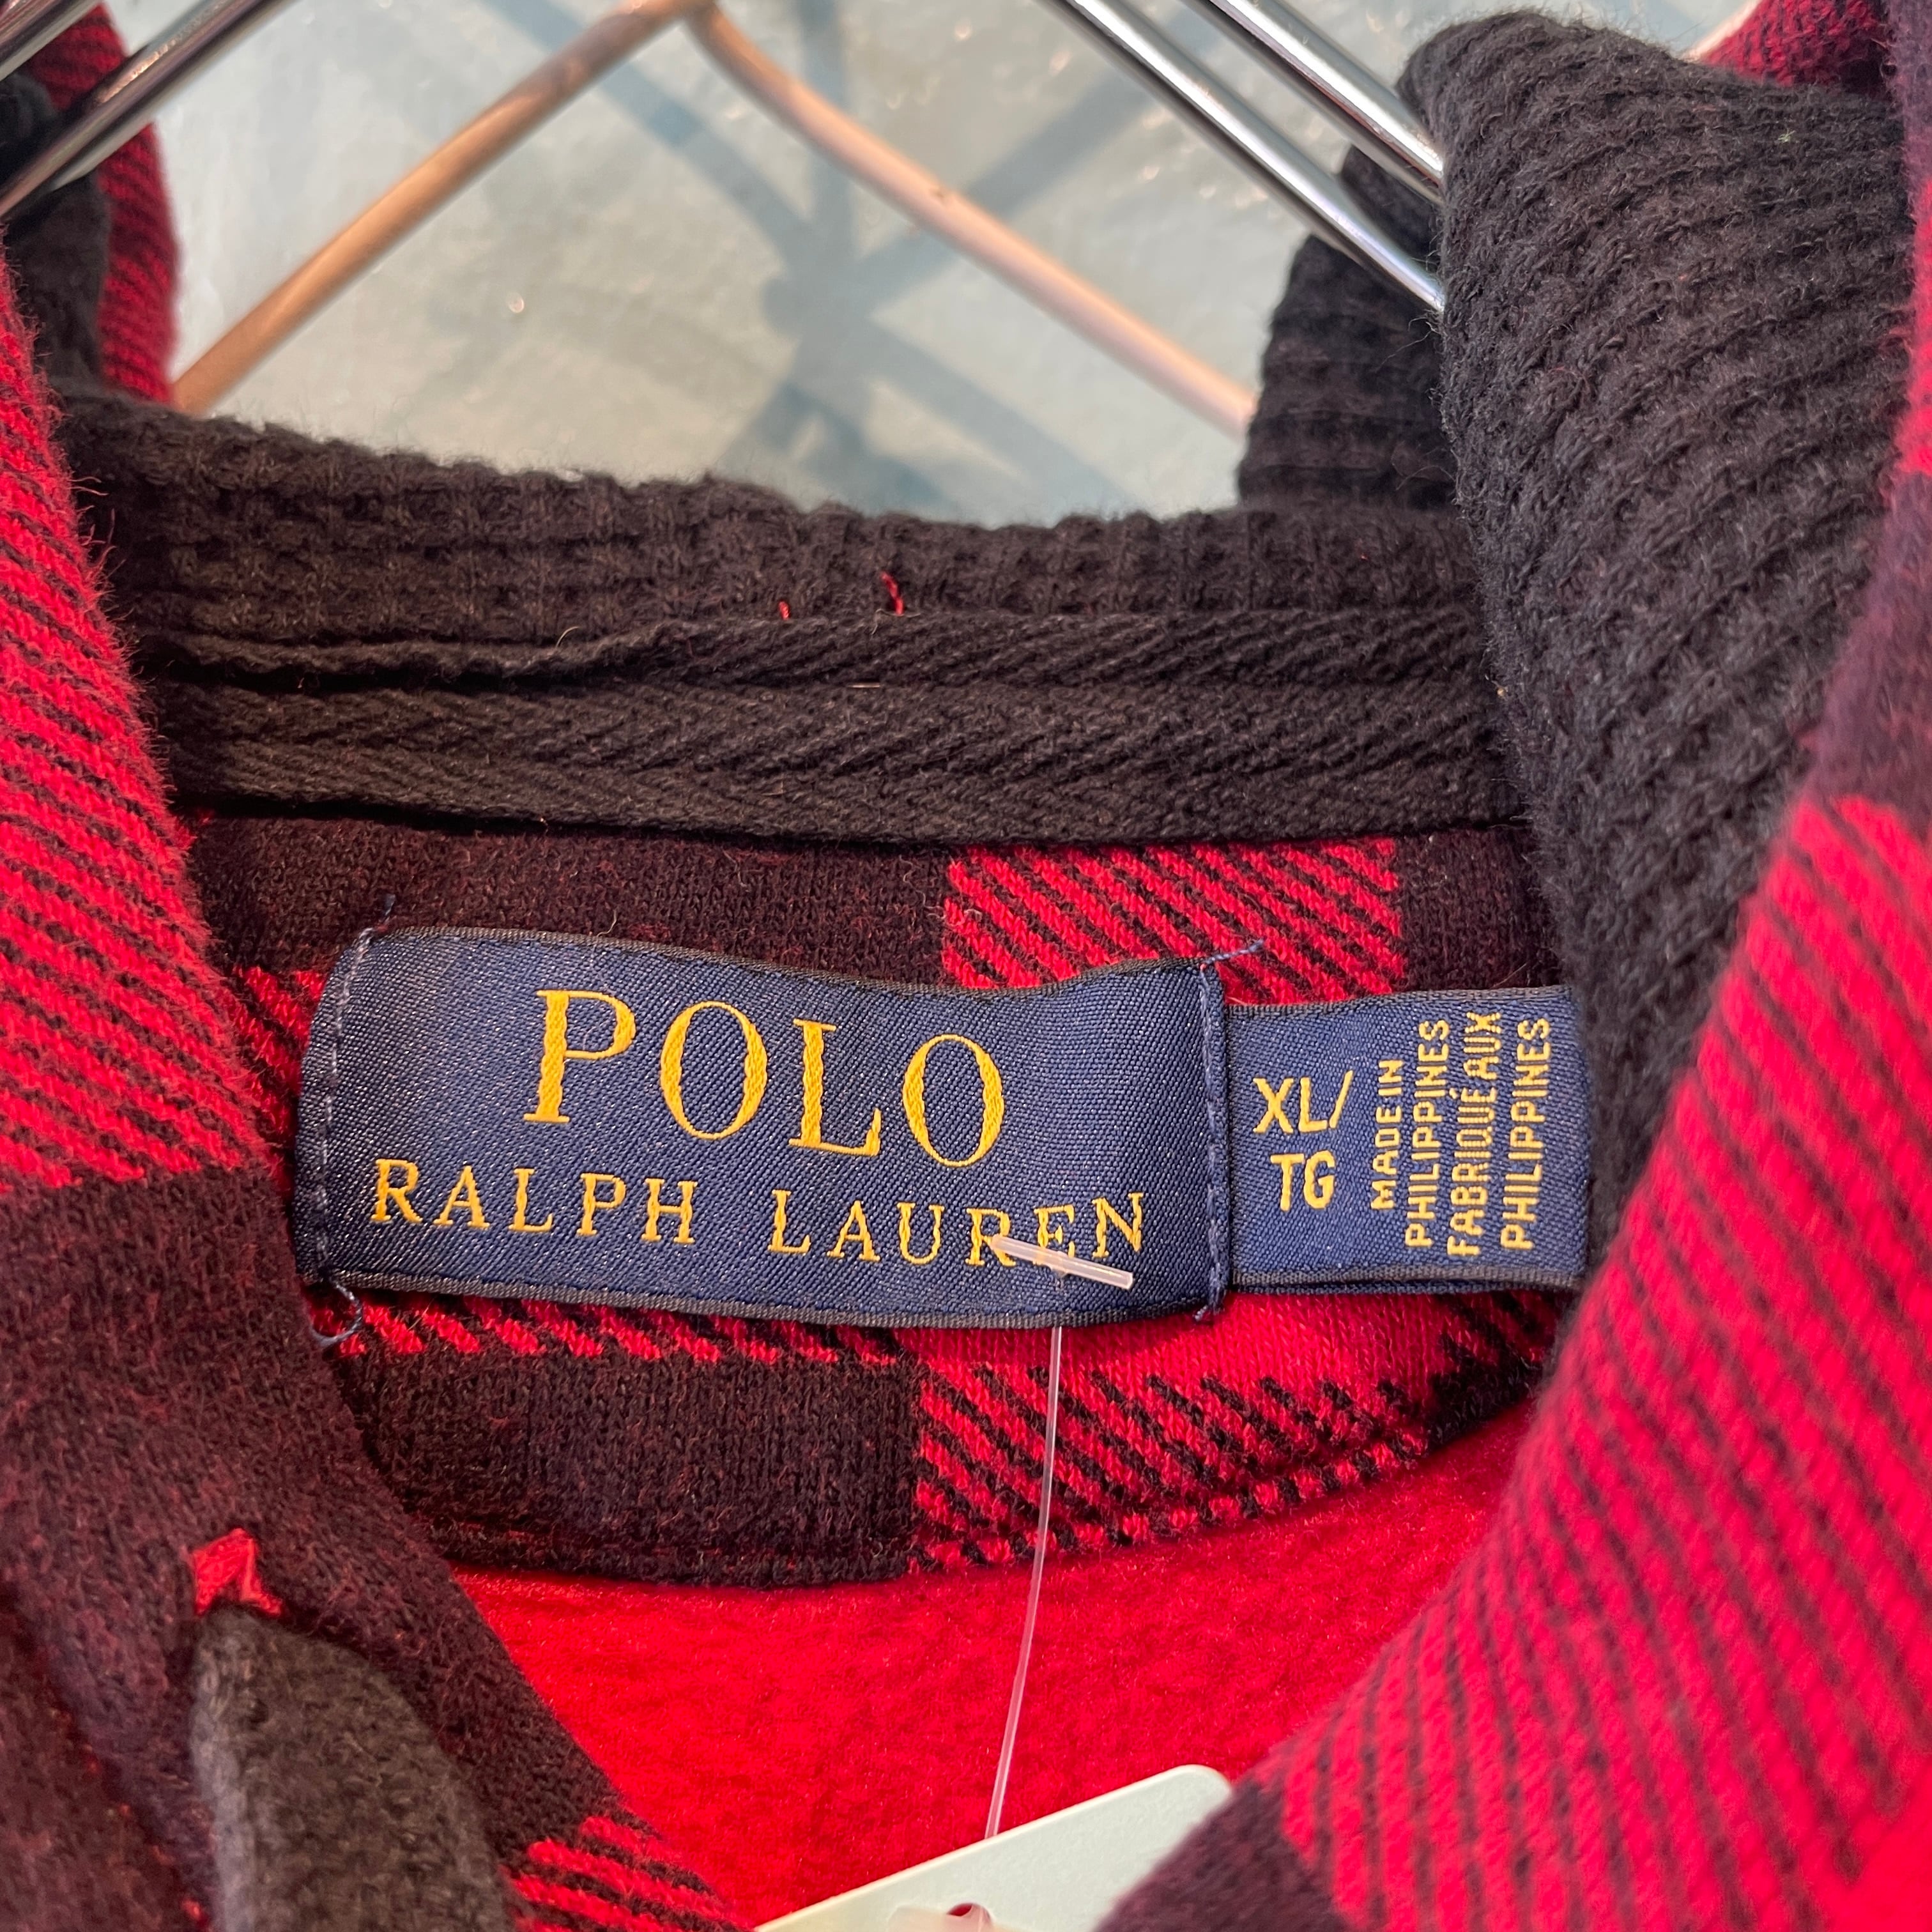 POLO
RALPH LAUREN
XL/
TG
MADE IN
PHILIPPINES
FABRIQUÉ AUX
PHILIPPINES